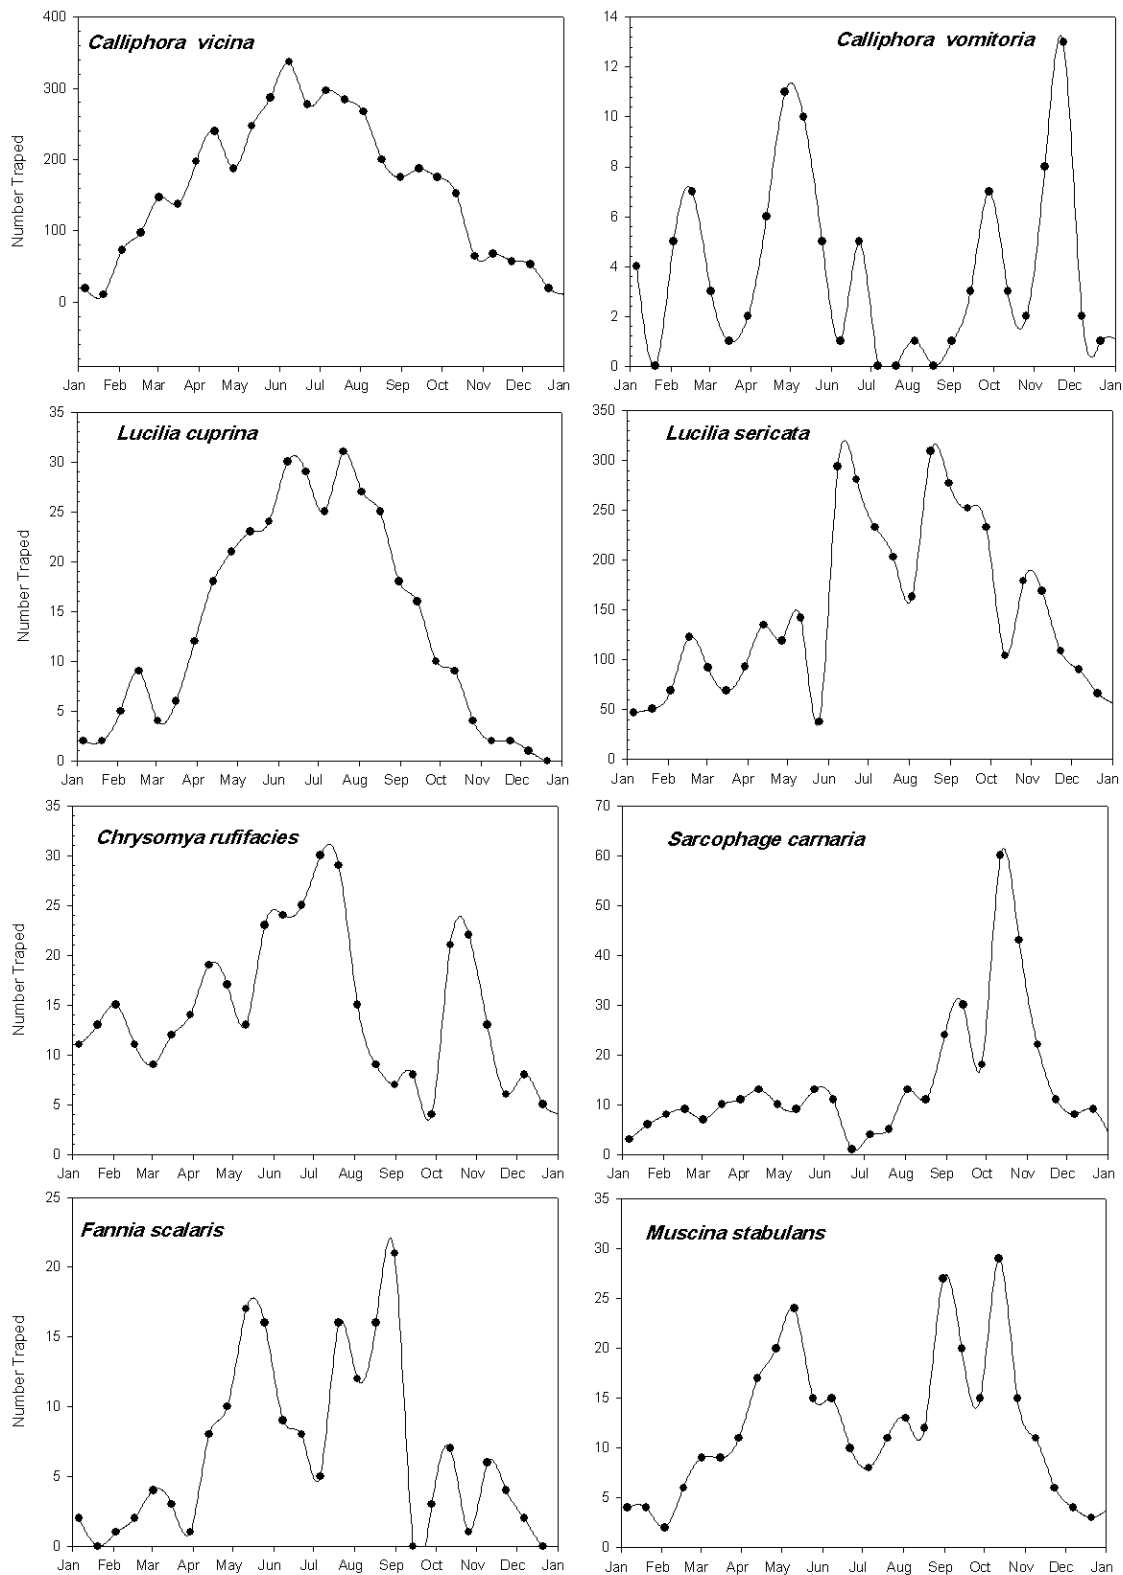 Calliphora vicina
Number Traped
400
300
200
100
0
Jan Feb Mar Apr May Jun Jul Aug Sep Oct Nov Dec Jan
Calliphora vomitoria
14
12
10
8
6
4
2
0
Jan Feb Mar Apr May Jun Jul Aug Sep Oct Nov Dec Jan
Lucilia cuprina
Number Traped
35
30
25
20
15
10
5
0
Jan Feb Mar Apr May Jun Jul Aug Sep Oct Nov Dec Jan
Lucilia sericata
350
300
250
200
150
100
50
0
Jan Feb Mar Apr May Jun Jul Aug Sep Oct Nov Dec Jan
Chrysomya rufifacies
Number Traped
35
30
25
20
15
10
5
0
Jan Feb Mar Apr May Jun Jul Aug Sep Oct Nov Dec Jan
Sarcophage carnaria
70
60
50
40
30
20
10
0
Jan Feb Mar Apr May Jun Jul Aug Sep Oct Nov Dec Jan
Fannia scalaris
Number Traped
25
20
15
10
5
0
Jan Feb Mar Apr May Jun Jul Aug Sep Oct Nov Dec Jan
Muscina stabulans
35
30
25
20
15
10
5
0
Jan Feb Mar Apr May Jun Jul Aug Sep Oct Nov Dec Jan